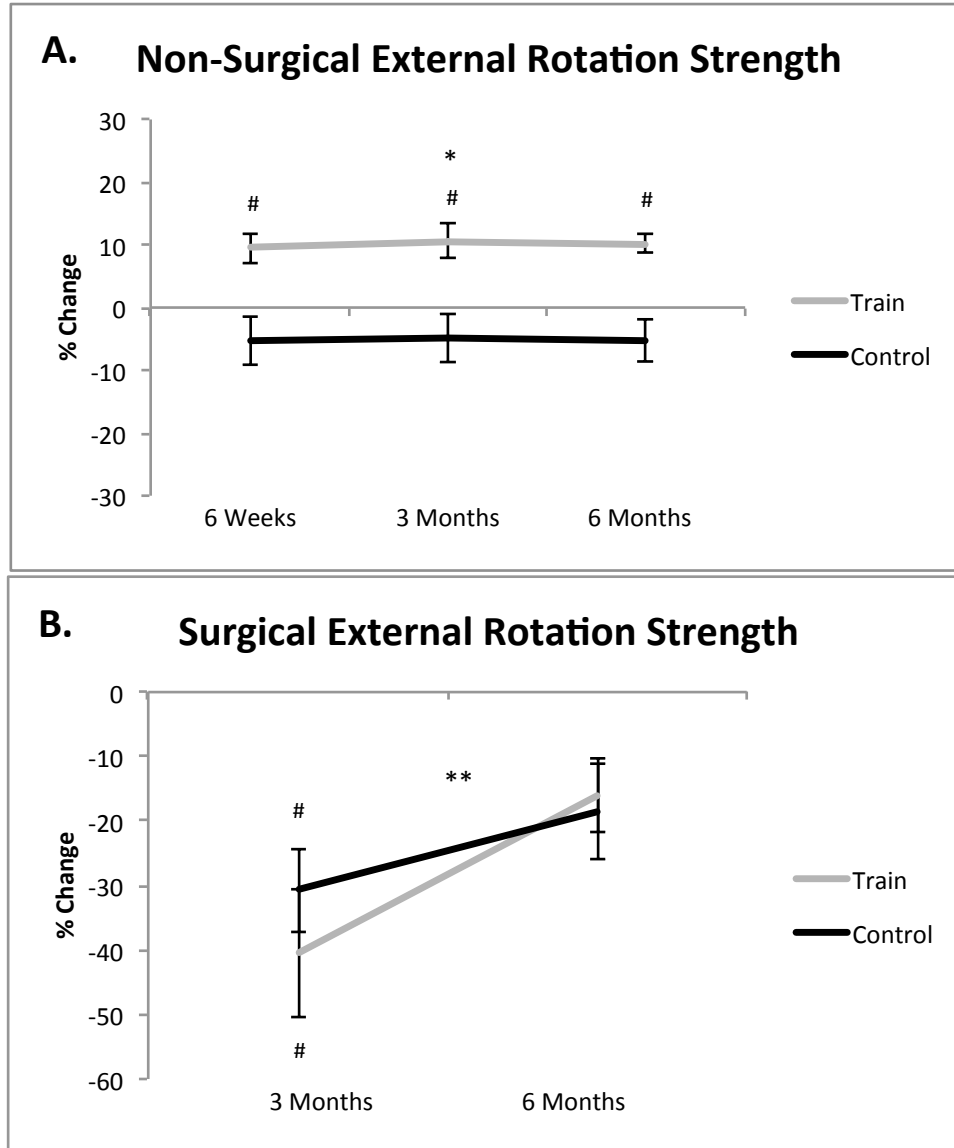 A. Non-Surgical External Rotation Strength
30
*
20
#
#
#
10
0
Train
-10
Control
-20
-30
% Change
6 Weeks 3 Months 6 Months
B. Surgical External Rotation Strength
0
-10
**
#
-20
-30
Train
-40
Control
-50
#
-60
% Change
3 Months 6 Months